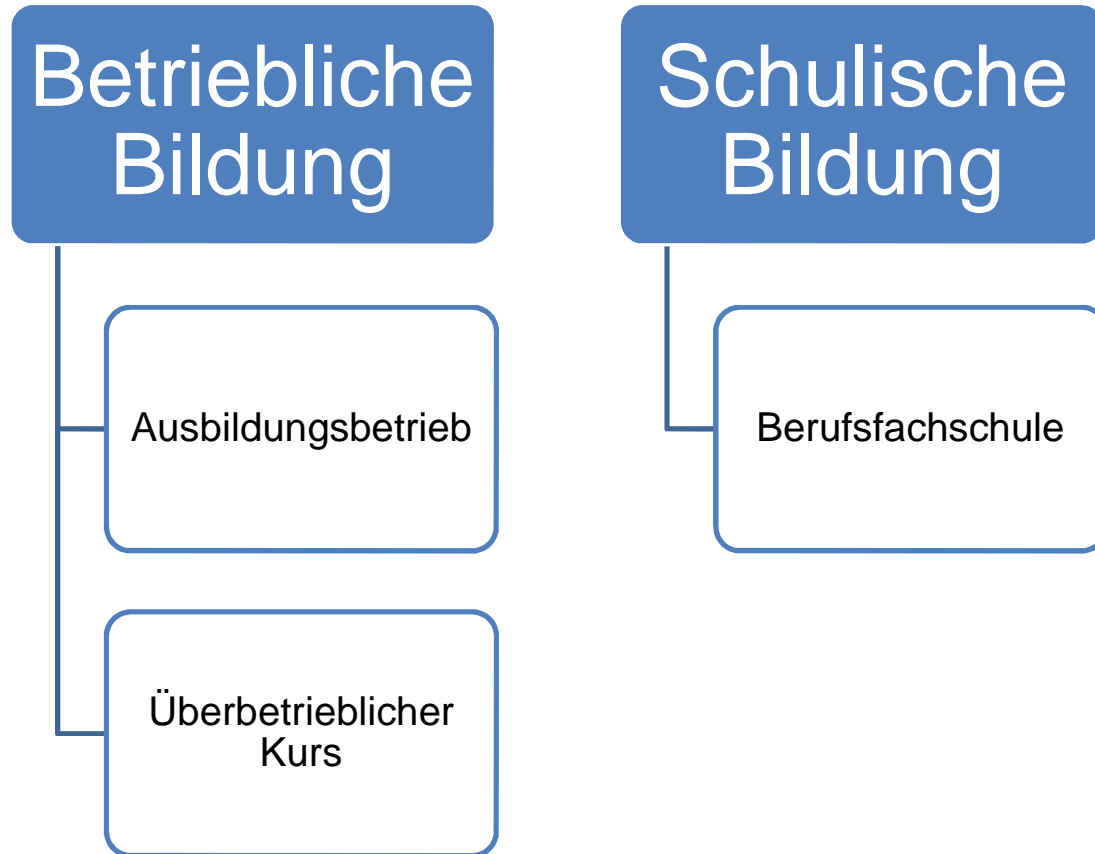 Betriebliche
Bildung
Schulische
Bildung
Ausbildungsbetrieb
Berufsfachschule
Überbetrieblicher
Kurs